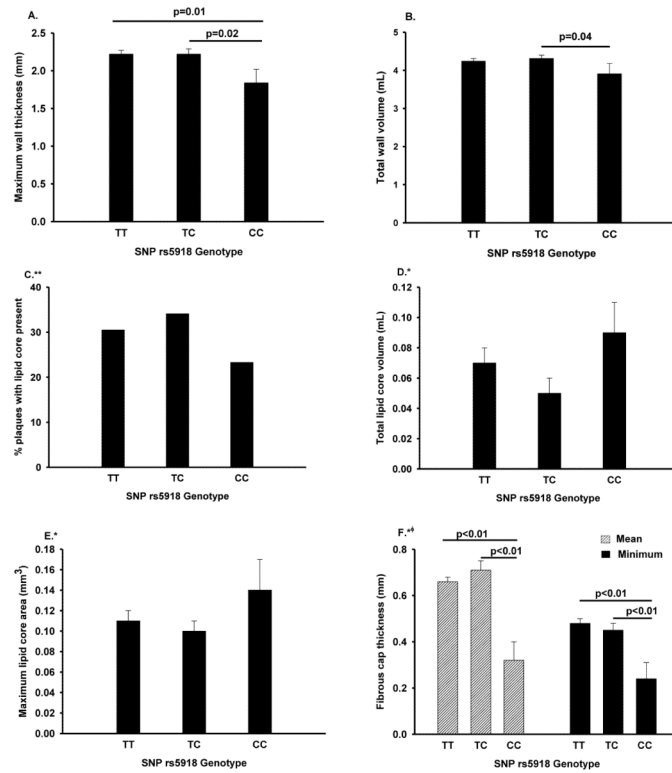 A.
p=0.01
p=0.02
Maximum wall thickness (mm)
2.5
2.0
1.5
1.0
0.5
0.0
TT TC CC
SNP rs5918 Genotype
B.
p=0.04
Total wall volume (mL)
5
4
3
2
1
0
TT TC CC
SNP rs5918 Genotype
C.**
% plaques with lipid core present
40
30
20
10
0
TT TC CC
SNP rs5918 Genotype
D.*
Total lipid core volume (mL)
0.12
0.10
0.08
0.06
0.04
0.02
0.00
TT TC CC
SNP rs5918 Genotype
E.*
Maximum lipid core area (mm³)
0.18
0.16
0.14
0.12
0.10
0.08
0.06
0.04
0.02
0.00
TT TC CC
SNP rs5918 Genotype
F.*ᶲ
Mean
Minimum
p<0.01
p<0.01
p<0.01
p<0.01
Fibrous cap thickness (mm)
0.8
0.6
0.4
0.2
0.0
TT TC CC TT TC CC
SNP rs5918 Genotype